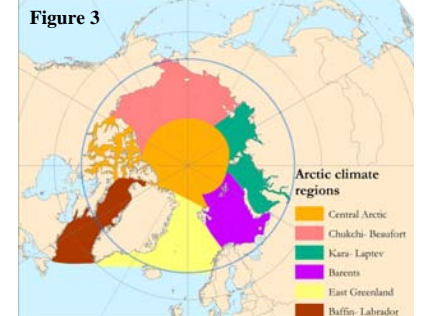 Figure 3
Arctic climate
regions
Central Arctic
Chukchi- Beaufort
Kara- Laptev
Barents
East Greenland
Baffin- Labrador